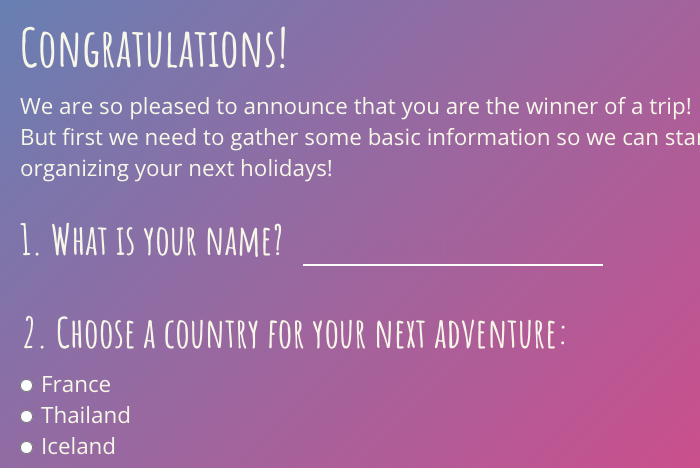 Congratulations!
We are so pleased to announce that you are the winner of a trip!
But first we need to gather some basic information so we can
organizing your next holidays!
1. What is your name?
2. Choose a country for your next adventure:
France
Thailand
Iceland